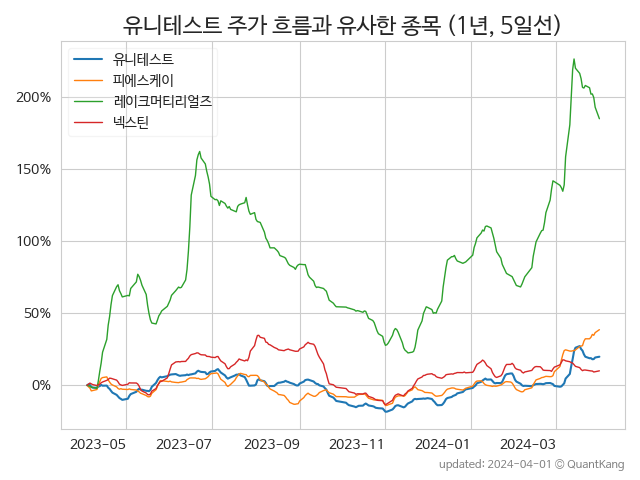 유니테스트 주가 흐름과 유사한 종목 (1년, 5일선)
유니테스트
피에스케이
레이크머티리얼즈
넥스틴
200%
150%
100%
50%
0%
2023-05 2023-07 2023-09 2023-11 2024-01 2024-03
updated: 2024-04-01 © QuantKang